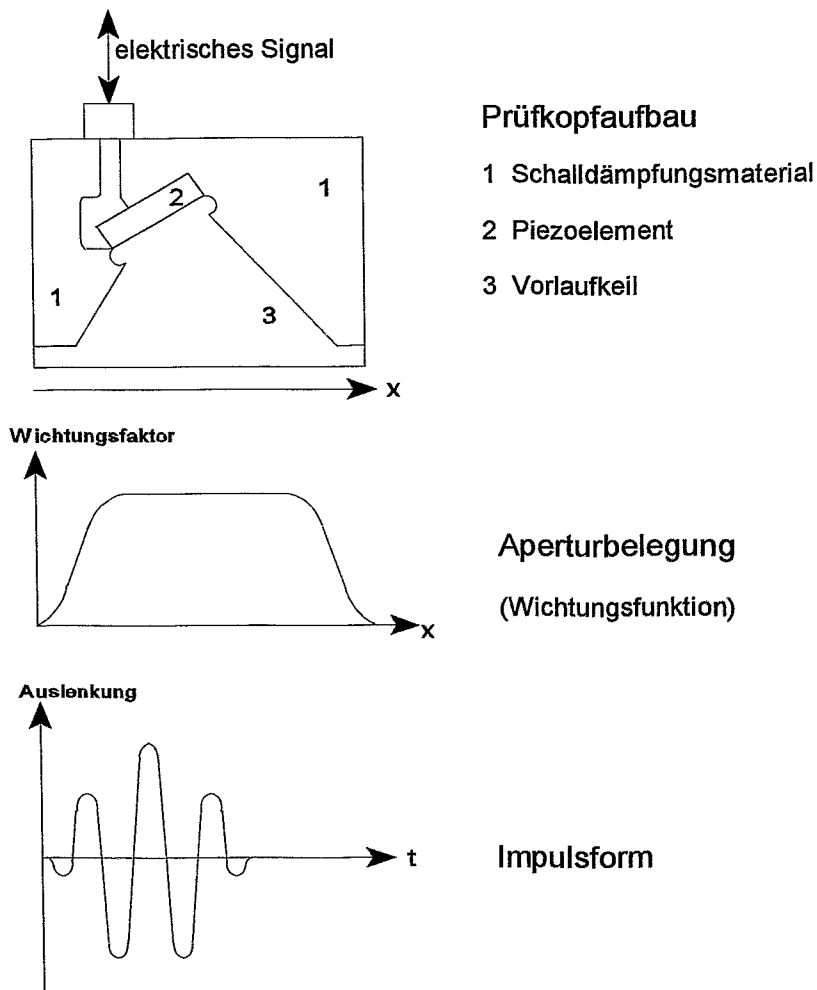 elektrisches Signal
Prüfkopfaufbau
1 Schalldämpfungsmaterial
2 Piezoelement
3 Vorlaufkeil
1
2
1
3
x
Wichtungsfaktor
x
Aperturbelegung
(Wichtungsfunktion)
Auslenkung
t
Impulsform